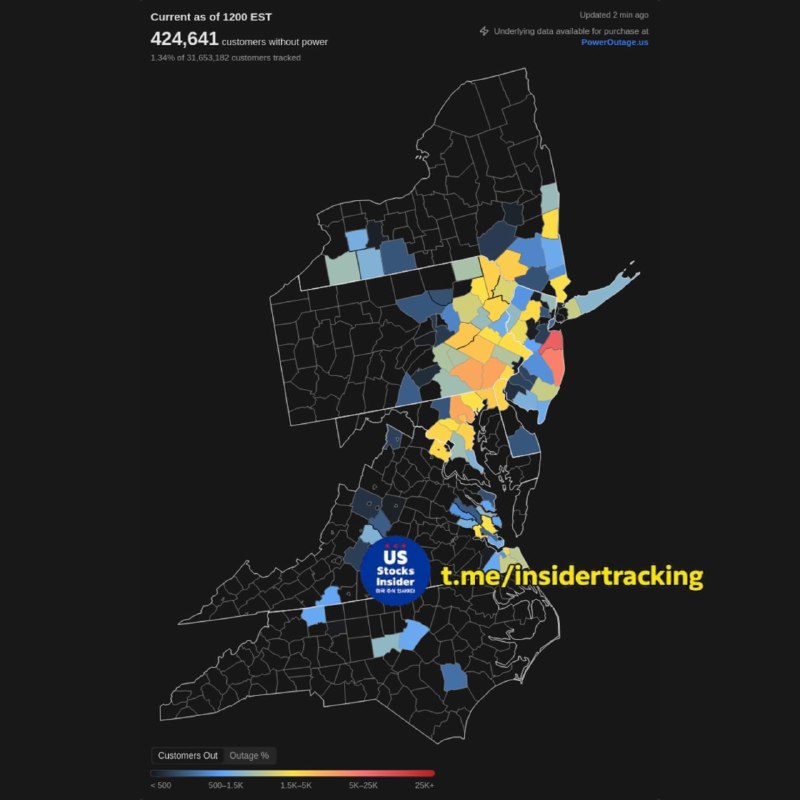 Current as of 1200 EST
Updated 2 min ago
424,641 customers without power
Underlying data available for purchase at
PowerOutage.us
1.34% of 31,653,182 customers tracked
US
Stocks
Insider
t.me/insidertracking
Customers Out
Outage %
< 500
500–1.5K
1.5K–5K
5K–25K
25K+